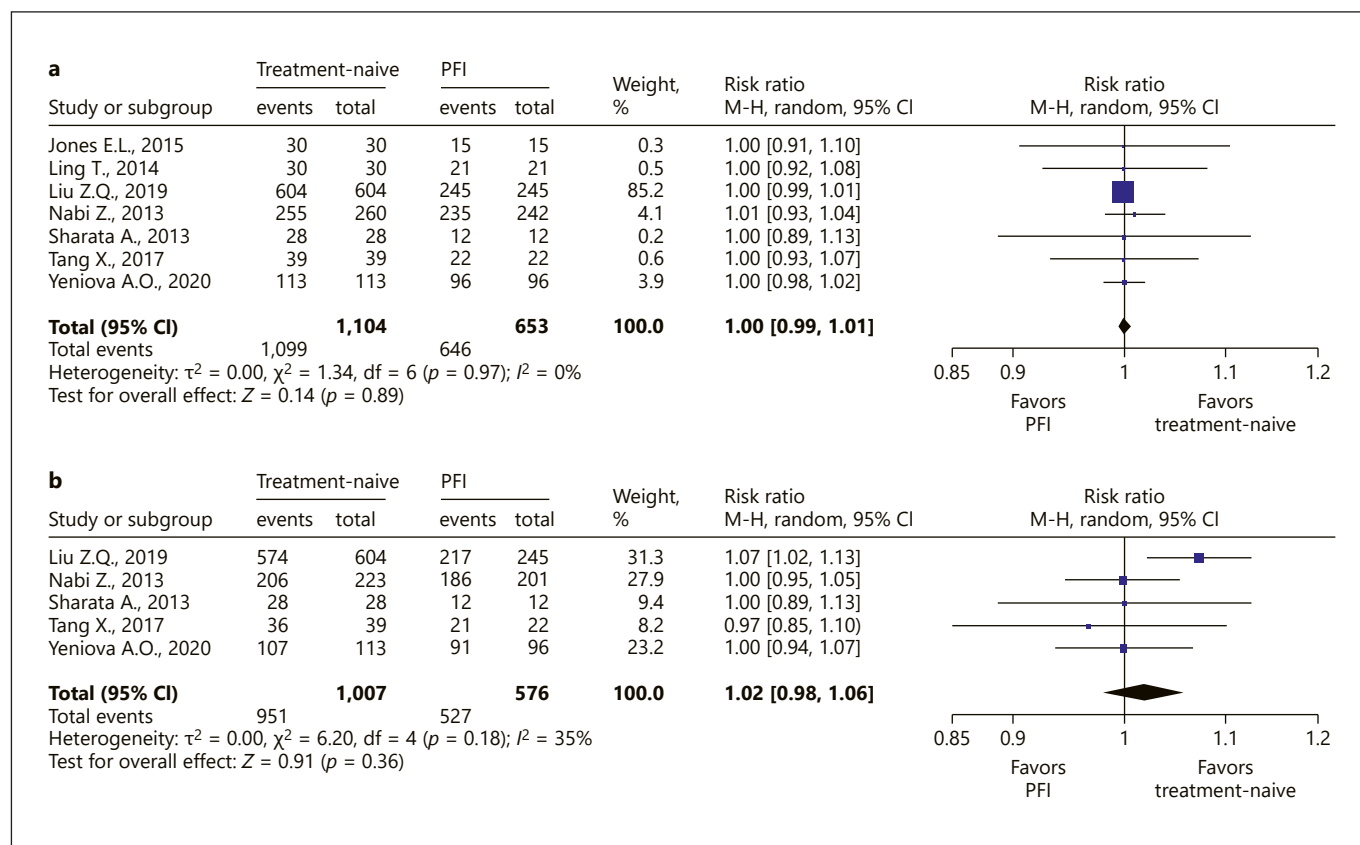 a
Treatment-naive PFI Weight, Risk ratio Risk ratio
Study or subgroup events total events total % M-H, random, 95% CI M-H, random, 95% CI
Jones E.L., 2015 30 30 15 15 0.3 1.00 [0.91, 1.10]
Ling T., 2014 30 30 21 21 0.5 1.00 [0.92, 1.08]
Liu Z.Q., 2019 604 604 245 245 85.2 1.00 [0.99, 1.01]
Nabi Z., 2013 255 260 235 242 4.1 1.01 [0.93, 1.04]
Sharata A., 2013 28 28 12 12 0.2 1.00 [0.89, 1.13]
Tang X., 2017 39 39 22 22 0.6 1.00 [0.93, 1.07]
Yeniova A.O., 2020 113 113 96 96 3.9 1.00 [0.98, 1.02]
Total (95% CI) 1,104 653 100.0 1.00 [0.99, 1.01]
Total events 1,099 646
Heterogeneity: τ² = 0.00, χ² = 1.34, df = 6 (p = 0.97); I² = 0%
Test for overall effect: Z = 0.14 (p = 0.89)
0.85 0.9 1 1.1 1.2
Favors Favors
PFI treatment-naive
b
Treatment-naive PFI Weight, Risk ratio Risk ratio
Study or subgroup events total events total % M-H, random, 95% CI M-H, random, 95% CI
Liu Z.Q., 2019 574 604 217 245 31.3 1.07 [1.02, 1.13]
Nabi Z., 2013 206 223 186 201 27.9 1.00 [0.95, 1.05]
Sharata A., 2013 28 28 12 12 9.4 1.00 [0.89, 1.13]
Tang X., 2017 36 39 21 22 8.2 0.97 [0.85, 1.10)
Yeniova A.O., 2020 107 113 91 96 23.2 1.00 [0.94, 1.07]
Total (95% CI) 1,007 576 100.0 1.02 [0.98, 1.06]
Total events 951 527
Heterogeneity: τ² = 0.00, χ² = 6.20, df = 4 (p = 0.18); I² = 35%
Test for overall effect: Z = 0.91 (p = 0.36)
0.85 0.9 1 1.1 1.2
Favors Favors
PFI treatment-naive